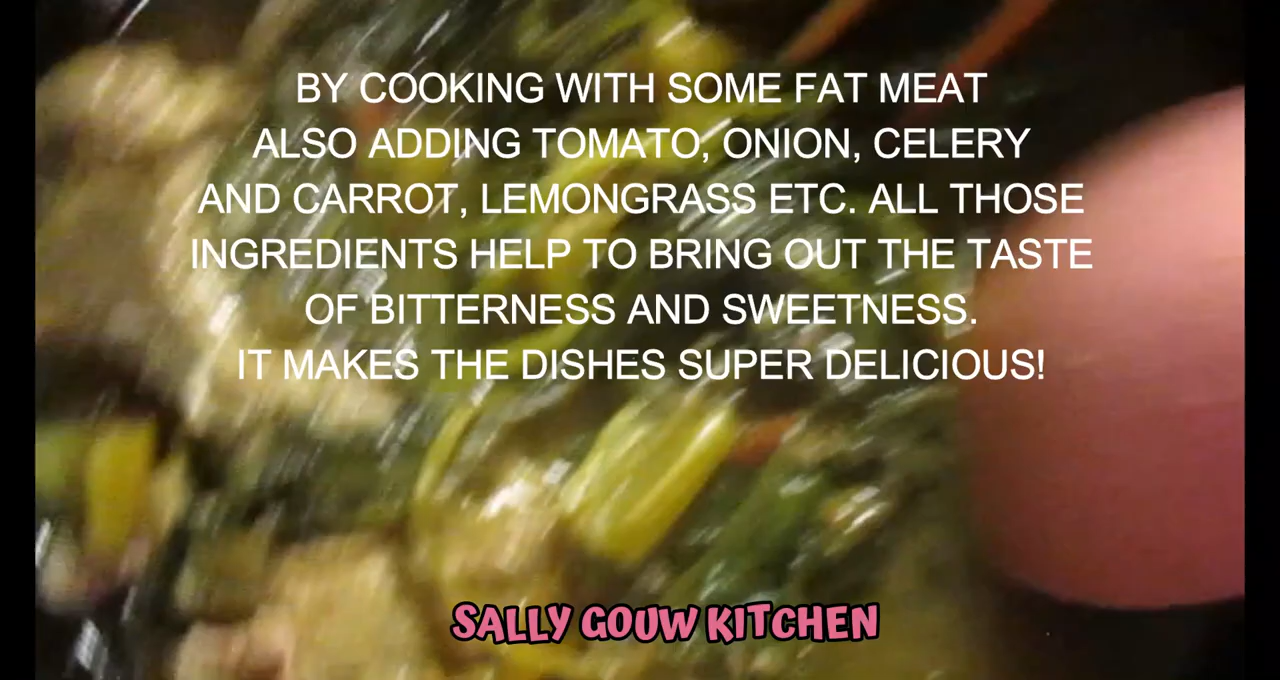 BY COOKING WITH SOME FAT MEAT
ALSO ADDING TOMATO, ONION, CELERY
AND CARROT, LEMONGRASS ETC. ALL THOSE
INGREDIENTS HELP TO BRING OUT THE TASTE
OF BITTERNESS AND SWEETNESS.
IT MAKES THE DISHES SUPER DELICIOUS!
SALLY GOUW KITCHEN